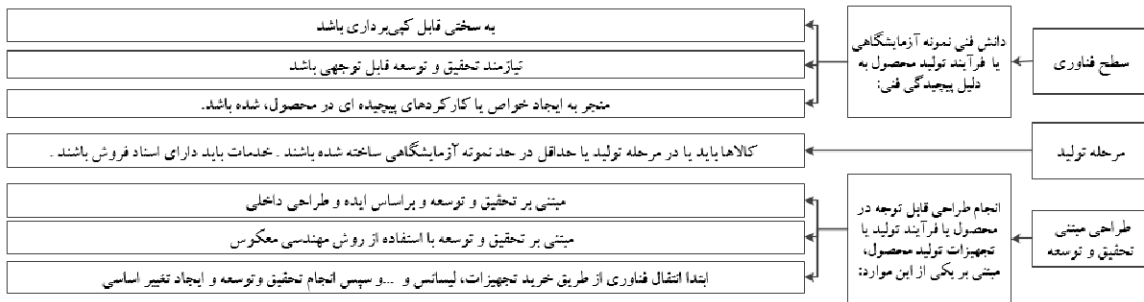 سطح فناوری
دانش فنی نمونه آزمایشگاهی
یا فرآیند تولید محصول به
دلیل پیچیدگی فنی:
به سختی قابل کپی‌برداری باشد
نیازمند تحقیق و توسعه قابل توجهی باشد
منجر به ایجاد خواص یا کارکردهای پیچیده ای در محصول، شده باشد.
مرحله تولید
کالاها باید یا در مرحله تولید یا حداقل در حد نمونه آزمایشگاهی ساخته شده باشند . خدمات باید دارای اسناد فروش باشند .
طراحی مبتنی
تحقیق و توسعه
انجام طراحی قابل توجه در
محصول یا فرآیند تولید یا
تجهیزات تولید محصول،
مبتنی بر یکی از این موارد:
مبتنی بر تحقیق و توسعه و براساس ایده و طراحی داخلی
مبتنی بر تحقیق و توسعه با استفاده از روش مهندسی معکوس
ابتدا انتقال فناوری از طریق خرید تجهیزات، لیسانس و ...و سپس انجام تحقیق وتوسعه و ایجاد تغییر اساسی